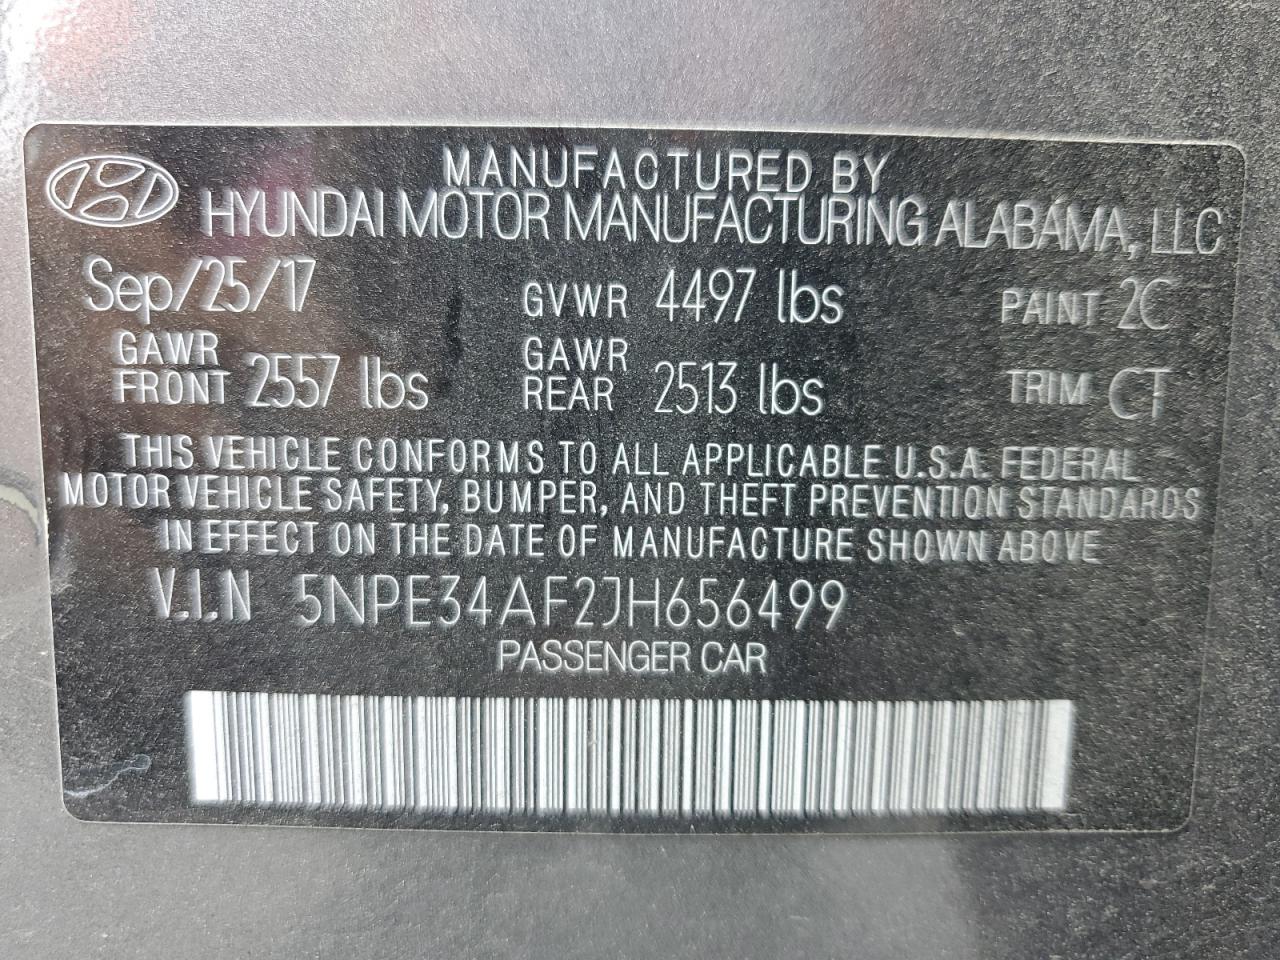 MANUFACTURED BY
HYUNDAI MOTOR MANUFACTURING ALABAMA, LLC
Sep/25/17 GVWR 4497 lbs PAINT 2C
GAWR FRONT 2557 lbs GAWR REAR 2513 lbs TRIM CT
THIS VEHICLE CONFORMS TO ALL APPLICABLE U.S.A. FEDERAL
MOTOR VEHICLE SAFETY, BUMPER, AND THEFT PREVENTION STANDARDS
IN EFFECT ON THE DATE OF MANUFACTURE SHOWN ABOVE
V.I.N 5NPE34AF2JH656499
PASSENGER CAR